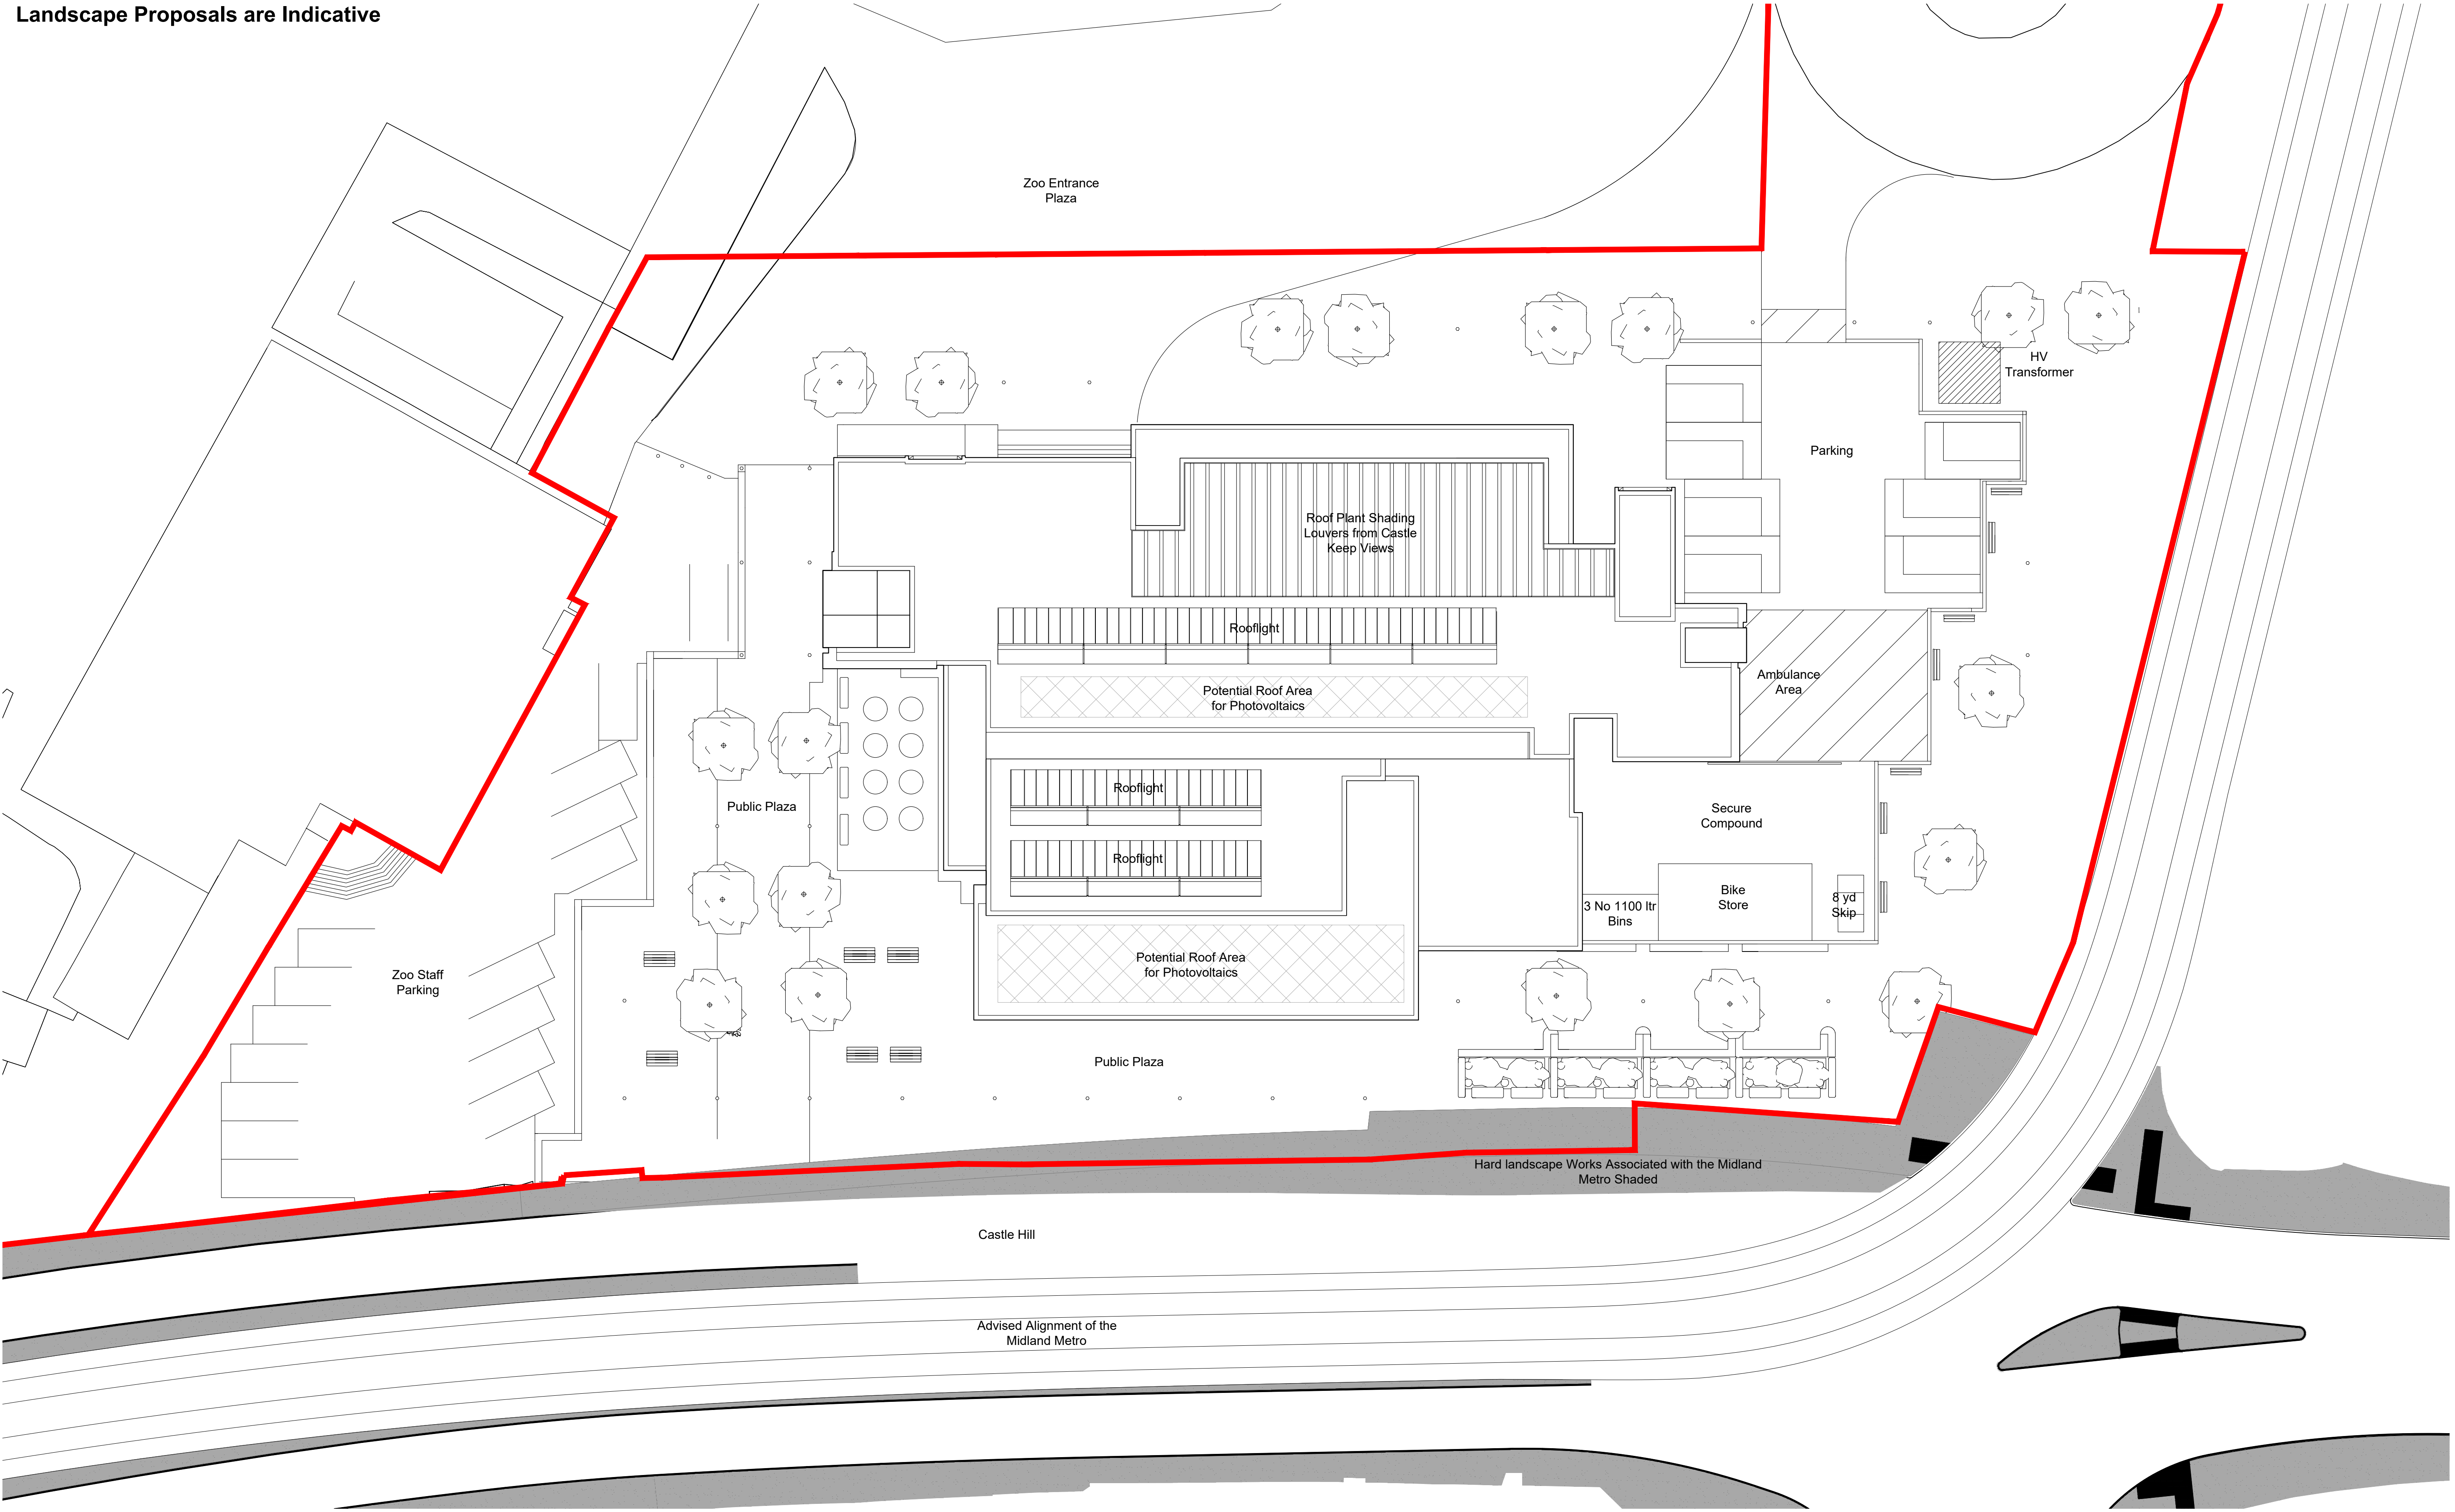 Landscape Proposals are Indicative
Zoo Entrance
Plaza
HV
Transformer
Parking
Roof Plant Shading
Louvers from Castle
Keep Views
Rooflight
Potential Roof Area
for Photovoltaics
Ambulance
Area
Rooflight
Public Plaza
Secure
Compound
Rooflight
Bike
Store
8 yd
Skip
3 No 1100 ltr
Bins
Potential Roof Area
for Photovoltaics
Zoo Staff
Parking
Public Plaza
Hard landscape Works Associated with the Midland
Metro Shaded
Castle Hill
Advised Alignment of the
Midland Metro